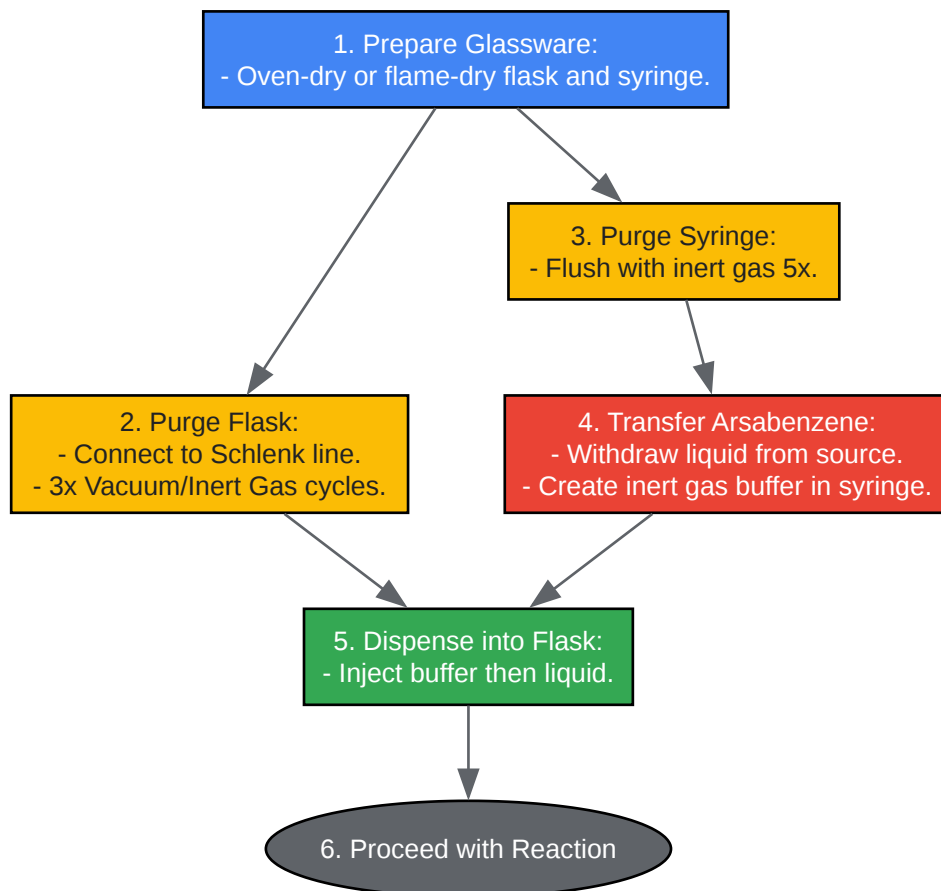 1. Prepare Glassware:
- Oven-dry or flame-dry flask and syringe.
3. Purge Syringe:
- Flush with inert gas 5x.
2. Purge Flask:
- Connect to Schlenk line.
- 3x Vacuum/Inert Gas cycles.
4. Transfer Arsabenzene:
- Withdraw liquid from source.
- Create inert gas buffer in syringe.
5. Dispense into Flask:
- Inject buffer then liquid.
6. Proceed with Reaction